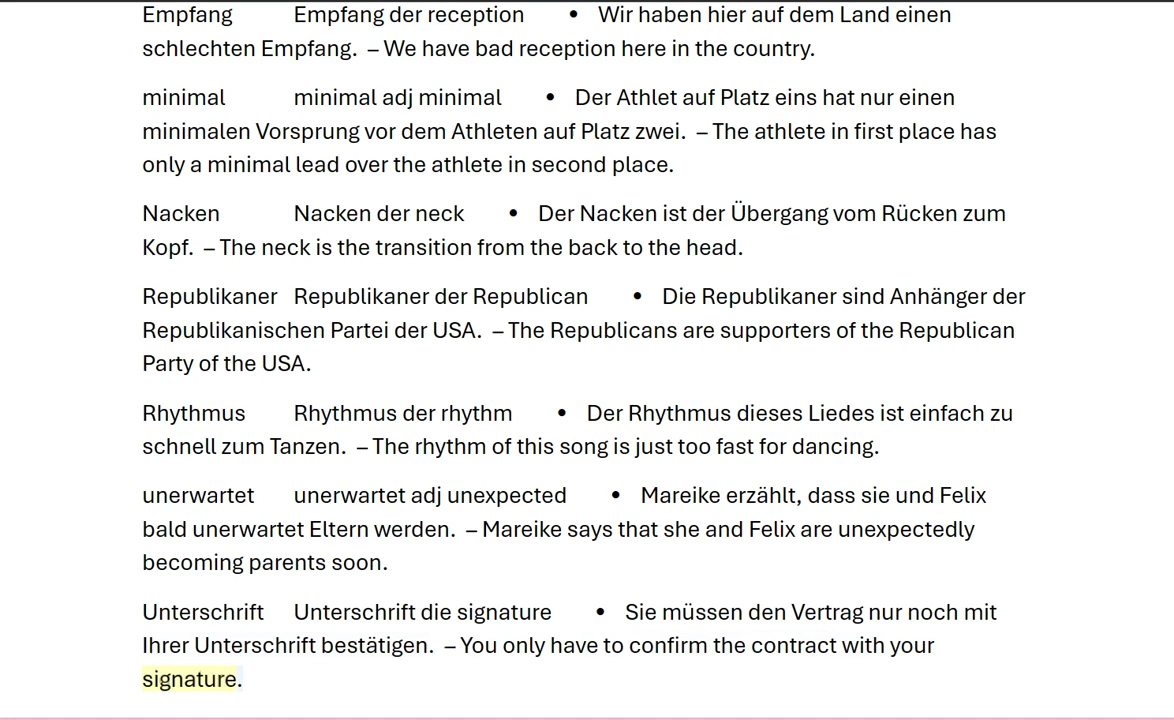 Empfang Empfang der reception • Wir haben hier auf dem Land einen
schlechten Empfang. – We have bad reception here in the country.
minimal minimal adj minimal • Der Athlet auf Platz eins hat nur einen
minimalen Vorsprung vor dem Athleten auf Platz zwei. – The athlete in first place has
only a minimal lead over the athlete in second place.
Nacken Nacken der neck • Der Nacken ist der Übergang vom Rücken zum
Kopf. – The neck is the transition from the back to the head.
Republikaner Republikaner der Republican • Die Republikaner sind Anhänger der
Republikanischen Partei der USA. – The Republicans are supporters of the Republican
Party of the USA.
Rhythmus Rhythmus der rhythm • Der Rhythmus dieses Liedes ist einfach zu
schnell zum Tanzen. – The rhythm of this song is just too fast for dancing.
unerwartet unerwartet adj unexpected • Mareike erzählt, dass sie und Felix
bald unerwartet Eltern werden. – Mareike says that she and Felix are unexpectedly
becoming parents soon.
Unterschrift Unterschrift die signature • Sie müssen den Vertrag nur noch mit
Ihrer Unterschrift bestätigen. – You only have to confirm the contract with your
signature.